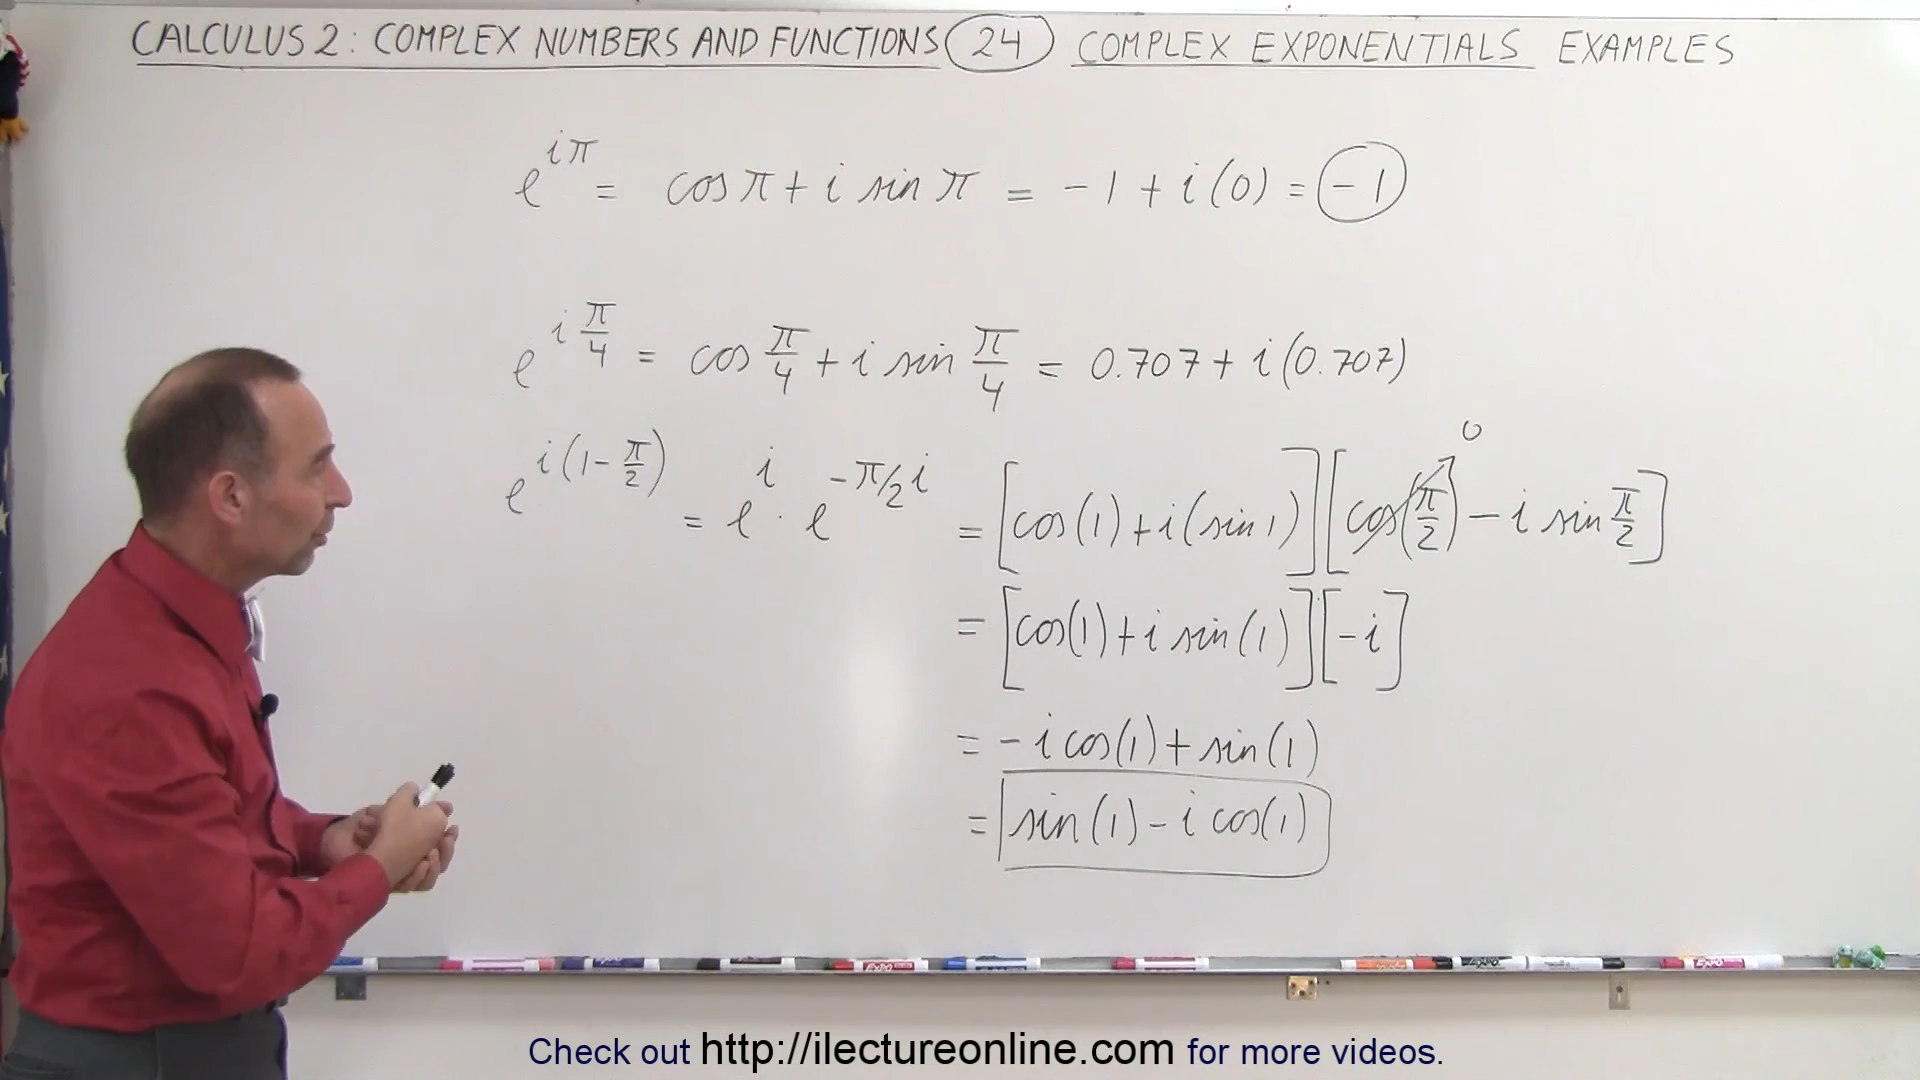 CALCULUS 2: COMPLEX NUMBERS AND FUNCTIONS 24 COMPLEX EXPONENTIALS EXAMPLES
e^{iπ} = cos π + i sin π = -1 + i(0) = -1
e^{i π/4} = cos π/4 + i sin π/4 = 0.707 + i(0.707)
e^{i(1-π/2)} = e^{i} · e^{-π/2 i} = [cos(1) + i(sin 1)][cos(π/2) - i sin π/2]
0
= [cos(1) + i sin(1)][-i]
= -i cos(1) + sin(1)
= sin(1) - i cos(1)
EXPO
EXPO
Check out http://ilectureonline.com for more videos.